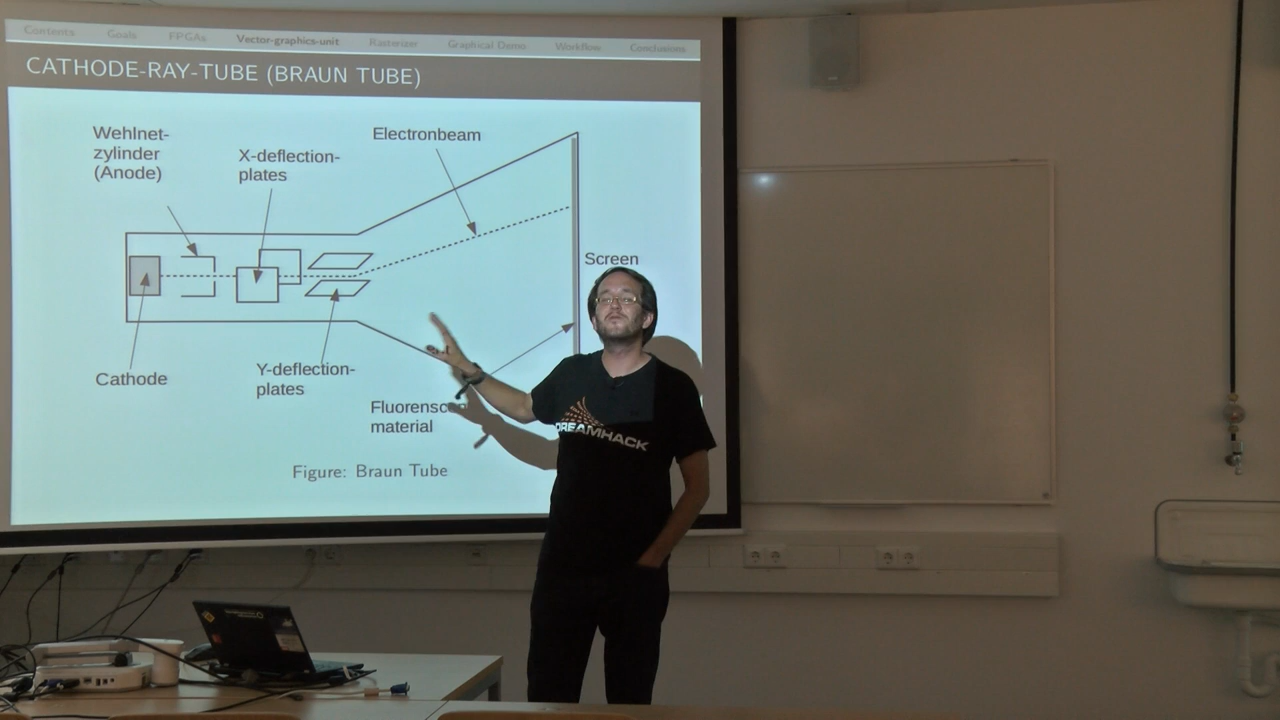 Contents Goals FPGAs Vector-graphics-unit Rasterizer Graphical Demo Workflow Conclusions
CATHODE-RAY-TUBE (BRAUN TUBE)
Wehlnet-
zylinder
(Anode)
X-deflection-
plates
Electronbeam
Screen
Cathode
Y-deflection-
plates
material
Figure: Braun Tube
DREAMHACK